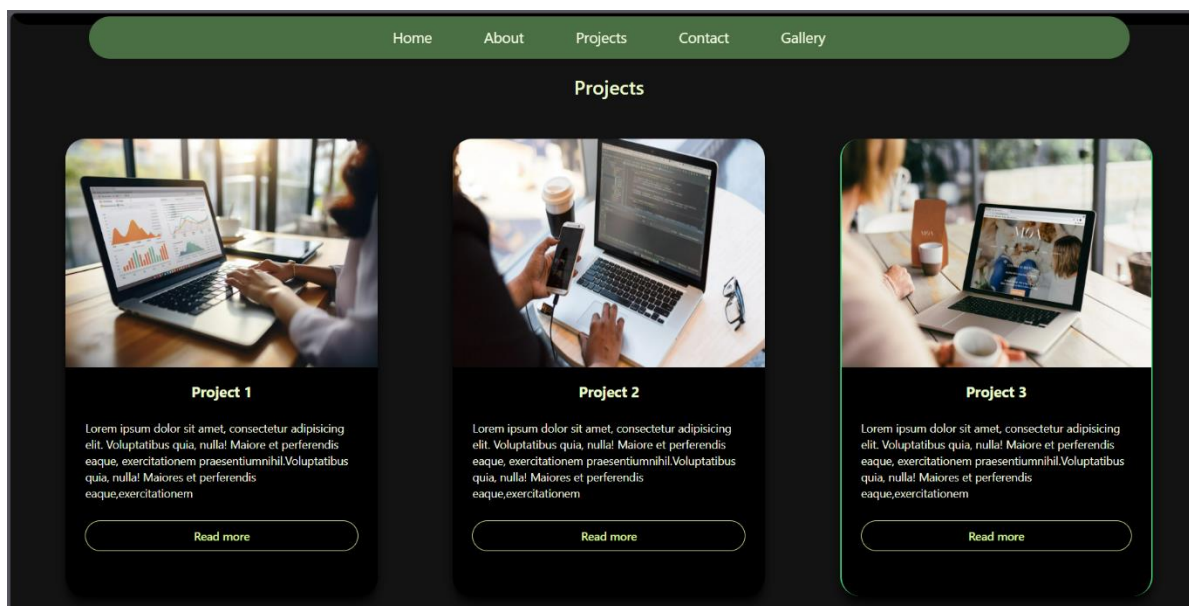 Home About Projects Contact Gallery
Projects
Project 1
Lorem ipsum dolor sit amet, consectetur adipisicing
elit. Voluptatibus quia, nulla! Maiore et perferendis
eaque, exercitationem praesentiumnihil.Voluptatibus
quia, nulla! Maiores et perferendis
eaque,exercitationem
Read more
Project 2
Lorem ipsum dolor sit amet, consectetur adipisicing
elit. Voluptatibus quia, nulla! Maiore et perferendis
eaque, exercitationem praesentiumnihil.Voluptatibus
quia, nulla! Maiores et perferendis
eaque,exercitationem
Read more
Project 3
Lorem ipsum dolor sit amet, consectetur adipisicing
elit. Voluptatibus quia, nulla! Maiore et perferendis
eaque, exercitationem praesentiumnihil.Voluptatibus
quia, nulla! Maiores et perferendis
eaque,exercitationem
Read more